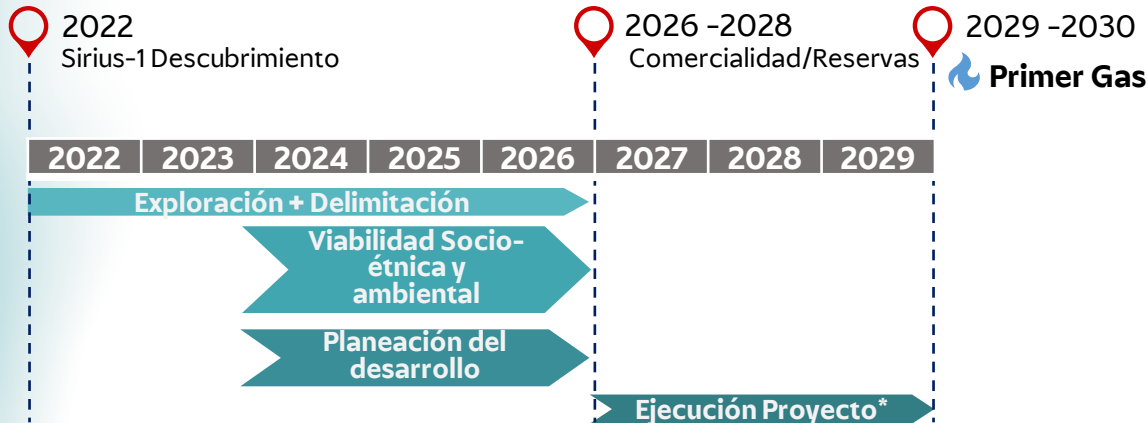 2022
Sirius-1 Descubrimiento
2026 -2028
Comercialidad/Reservas
2029 -2030
Primer Gas
2022 2023 2024 2025 2026 2027 2028 2029
Exploración + Delimitación
Viabilidad Socio-
étnica y
ambiental
Planeación del
desarrollo
Ejecución Proyecto*